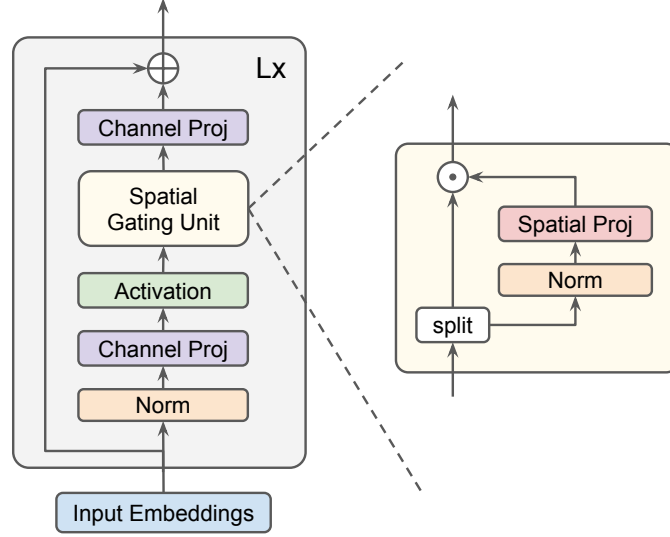 Lx
Channel Proj
Spatial
Gating Unit
Activation
Channel Proj
Norm
Input Embeddings
Spatial Proj
Norm
split